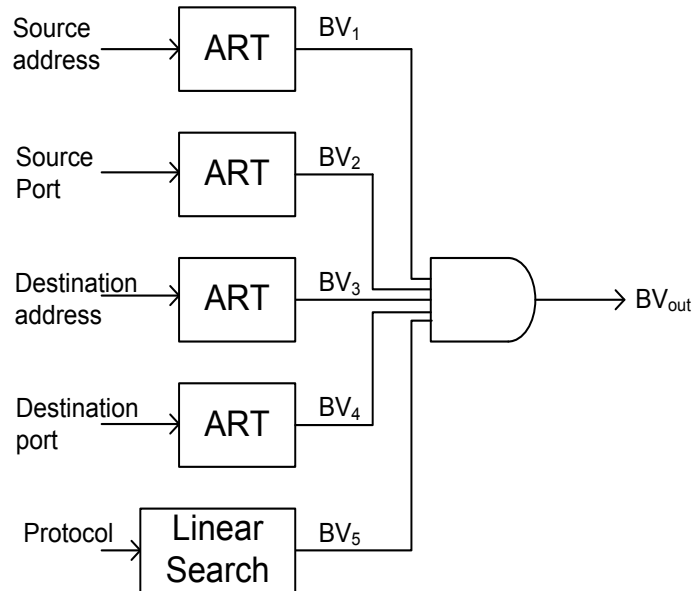 Source
address
ART
BV1
Source
Port
ART
BV2
Destination
address
ART
BV3
BVout
Destination
port
ART
BV4
Protocol
Linear
Search
BV5